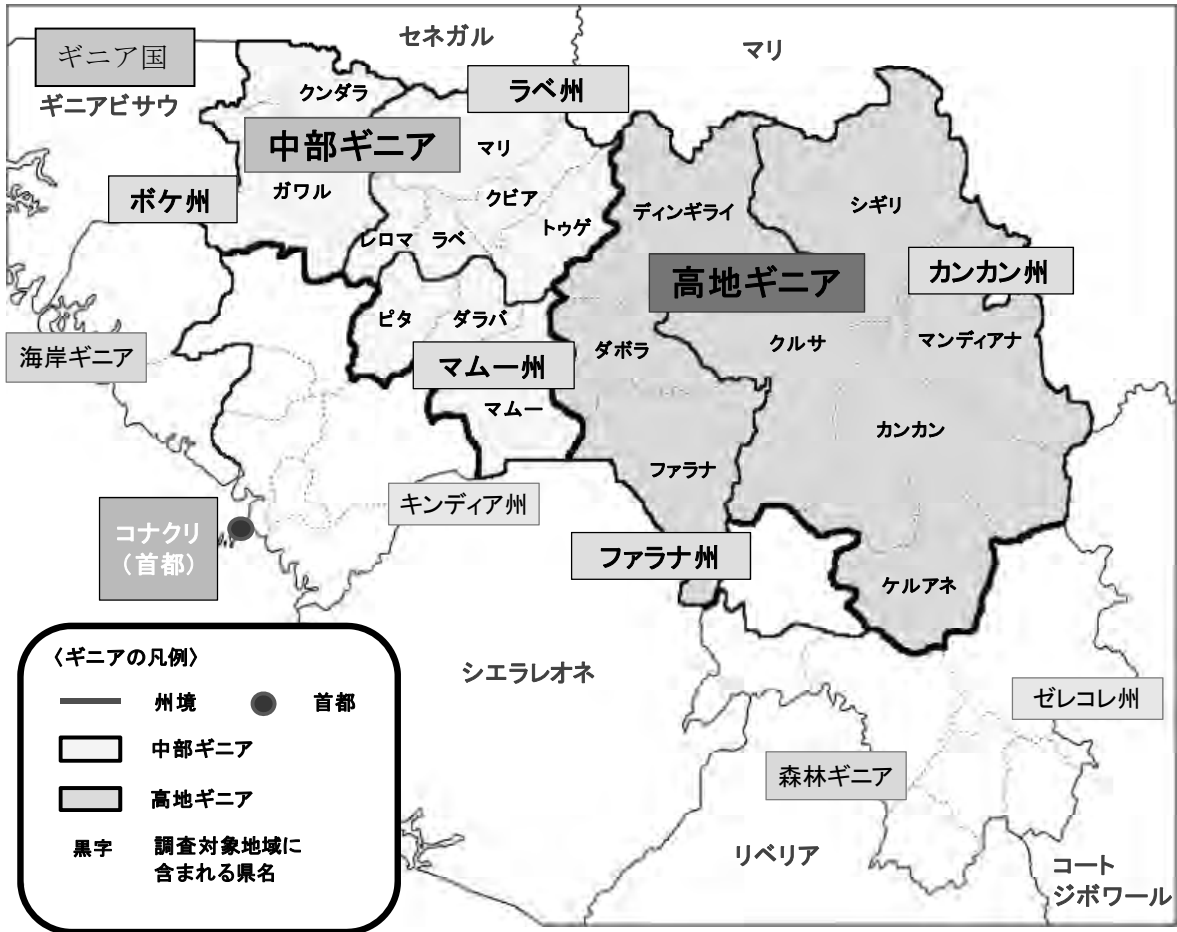 セネガル
マリ
ギニア国
ギニアビサウ
クンダラ
ラベ州
中部ギニア
マリ
ボケ州
ガワル
クビア
トゥゲ
レロマ
ラベ
ディンギライ
シギリ
カンカン州
高地ギニア
ピタ
ダラバ
海岸ギニア
マムー州
マムー
ダボラ
クルサ
マンディアナ
カンカン
ファラナ
キンディア州
コナクリ
(首都)
ファラナ州
ケルアネ
シエラレオネ
ゼレコレ州
森林ギニア
リベリア
コート
ジボワール
〈ギニアの凡例〉
州境 首都
中部ギニア
高地ギニア
黒字 調査対象地域に
含まれる県名